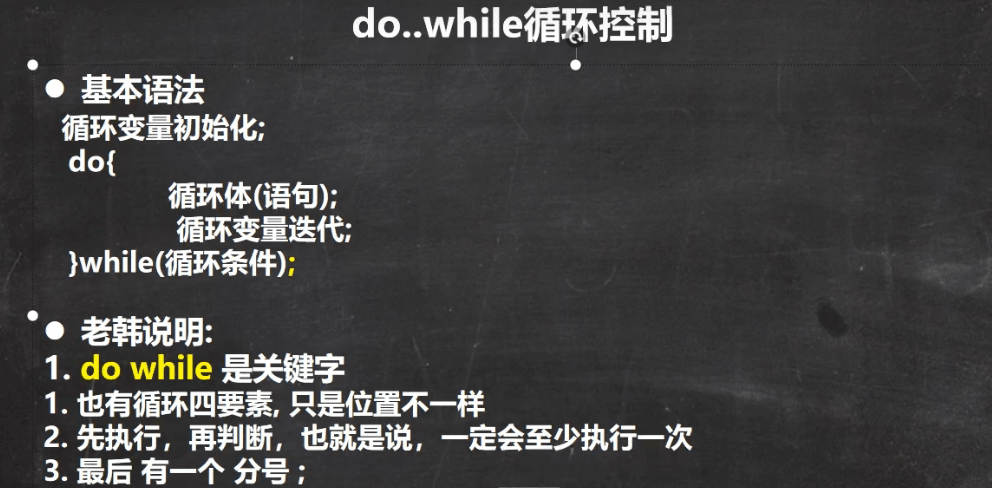 do..while循环控制
● 基本语法
循环变量初始化;
do{
循环体(语句);
循环变量迭代;
}while(循环条件);
● 老韩说明:
1. do while 是关键字
1. 也有循环四要素, 只是位置不一样
2. 先执行，再判断，也就是说，一定会至少执行一次
3. 最后 有一个 分号 ;